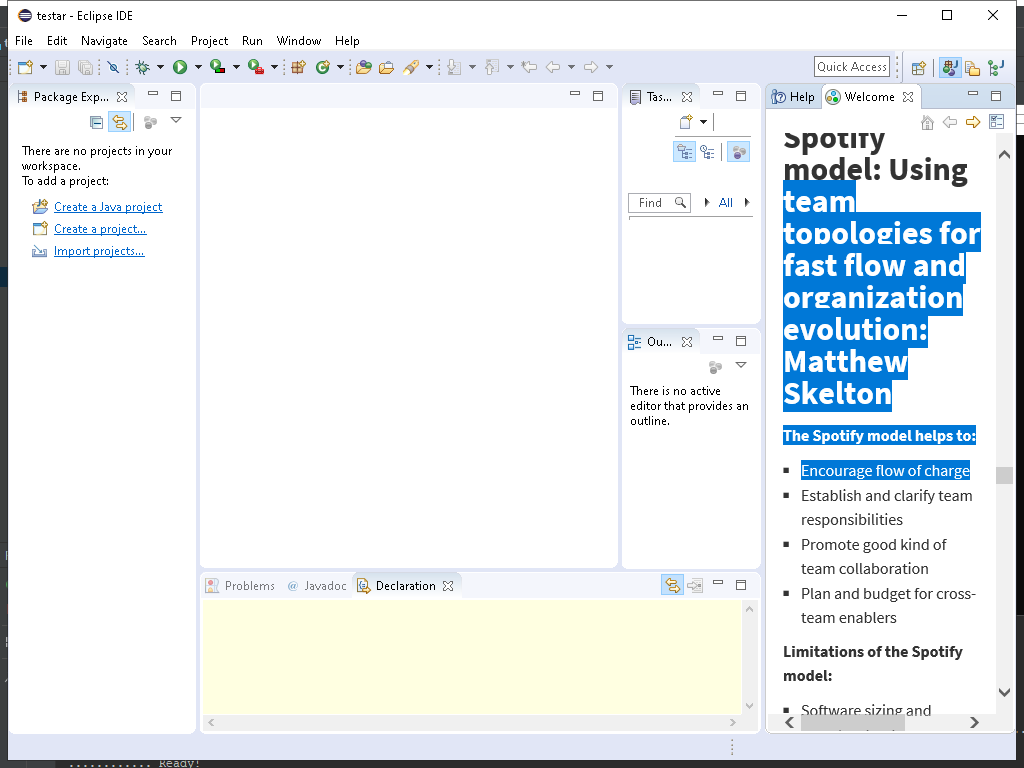 testar - Eclipse IDE
File Edit Navigate Search Project Run Window Help
Quick Access
Package Exp...
There are no projects in your
workspace.
To add a project:
Create a Java project
Create a project...
Import projects...
Tas...
Find All
Ou...
There is no active
editor that provides an
outline.
Problems @ Javadoc Declaration
Help Welcome
Spotify
model: Using
team
topologies for
fast flow and
organization
evolution:
Matthew
Skelton
The Spotify model helps to:
▪ Encourage flow of charge
▪ Establish and clarify team
responsibilities
▪ Promote good kind of
team collaboration
▪ Plan and budget for cross-
team enablers
Limitations of the Spotify
model:
▪ Software sizing and
............ Ready!